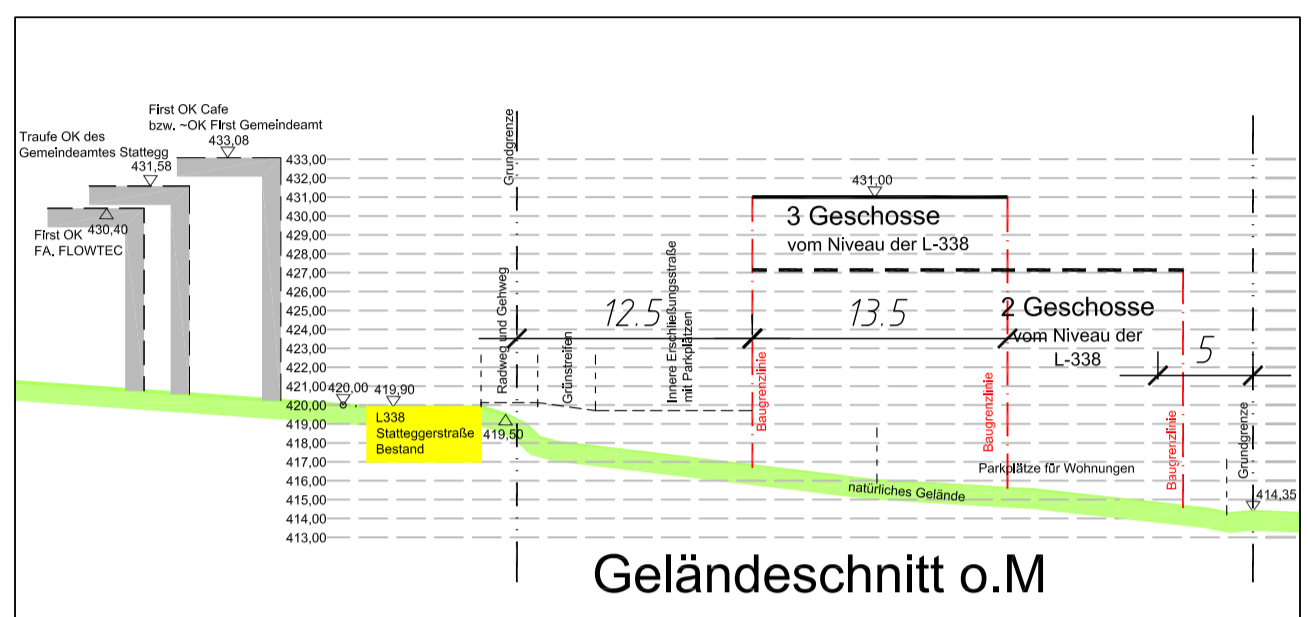 First OK Cafe
bzw. ~OK FIrst Gemeindeamt
433,08
Traufe OK des
Gemeindeamtes Stattegg
431,58
430,40
First OK
FA. FLOWTEC
433,00
432,00
431,00
430,00
429,00
428,00
427,00
426,00
425,00
424,00
423,00
422,00
421,00
420,00
419,00
418,00
417,00
416,00
415,00
414,00
413,00
420,00
419,90
L338
Statteggerstraße
Bestand
419,50
Grundgrenze
Radweg und Gehweg
Grünstreifen
Innere Erschließungsstraße
mit Parkplätzen
12.5
Baugrenzlinie
431,00
3 Geschosse
vom Niveau der L-338
13.5
2 Geschosse
vom Niveau der
L-338
5
Baugrenzlinie
Parkplätze für Wohnungen
Baugrenzlinie
Grundgrenze
414,35
natürliches Gelände
Geländeschnitt o.M